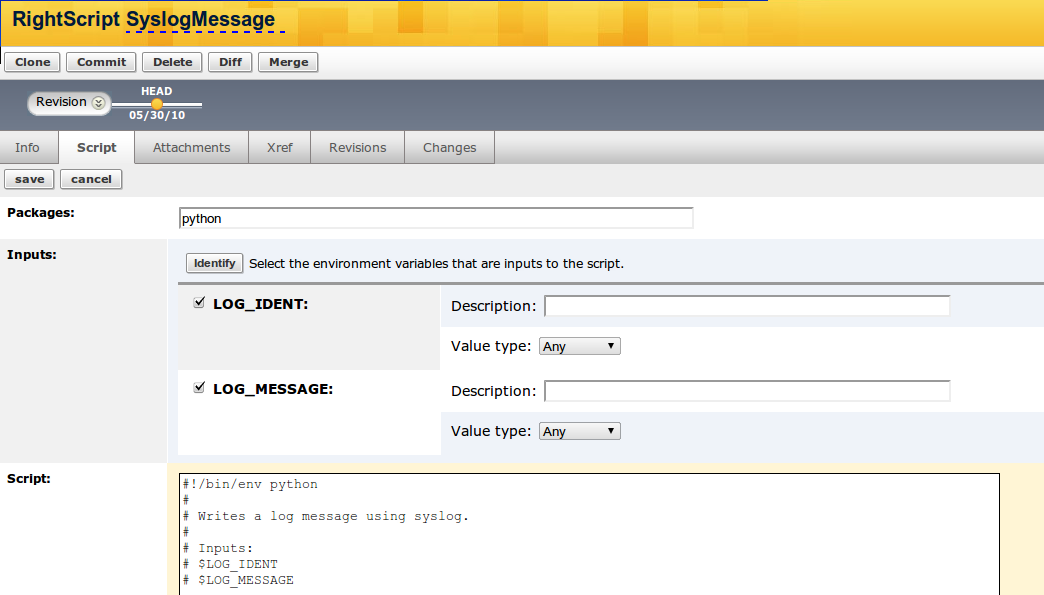 RightScript SyslogMessage
Clone Commit Delete Diff Merge
HEAD
Revision
05/30/10
Info Script Attachments Xref Revisions Changes
save cancel
Packages: python
Inputs: Identify Select the environment variables that are inputs to the script.
LOG_IDENT: Description:
Value type: Any
LOG_MESSAGE: Description:
Value type: Any
Script:
#!/bin/env python
#
# Writes a log message using syslog.
#
# Inputs:
# $LOG_IDENT
# $LOG_MESSAGE